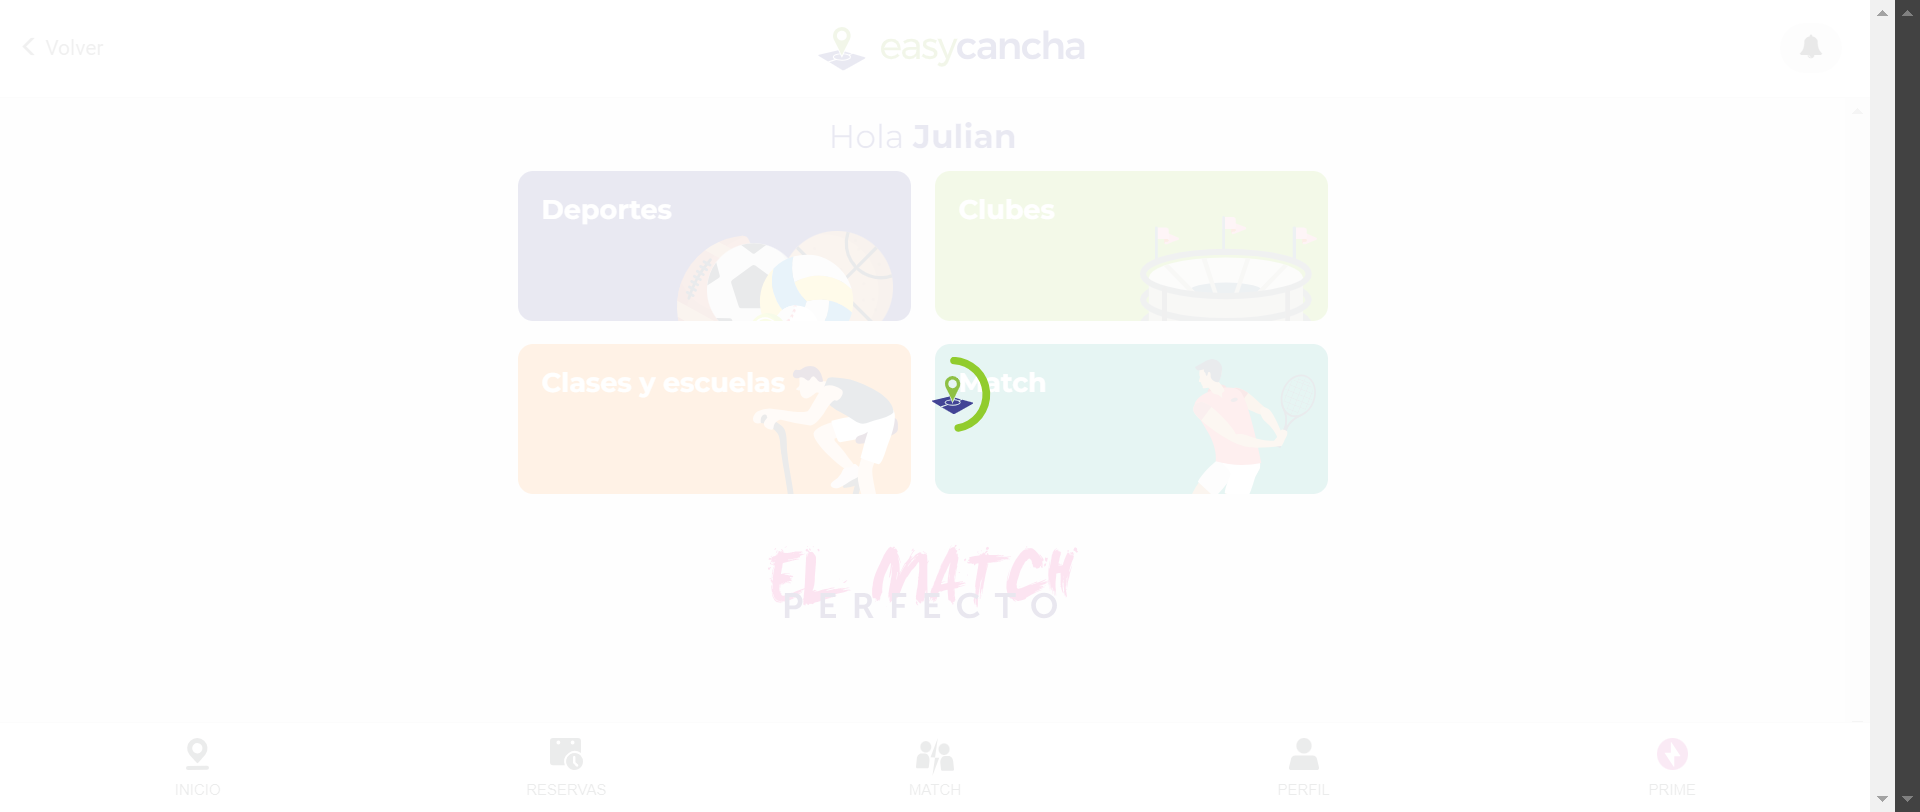 Volver
easycancha
Hola Julian
Deportes
Clubes
Clases y escuelas
Match
EL MATCH
PERFECTO
INICIO
RESERVAS
MATCH
PERFIL
PRIME